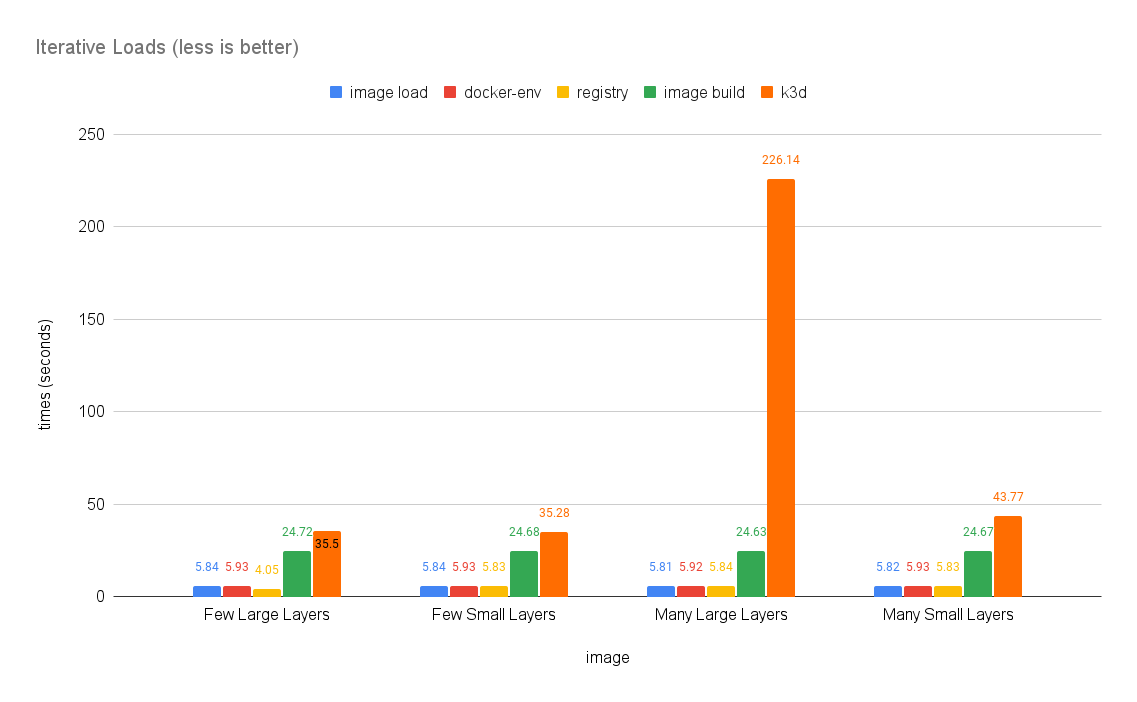 Iterative Loads (less is better)
image load docker-env registry image build k3d
250
200
150
100
50
0
times (seconds)
5.84 5.93 4.05 24.72 35.5
5.84 5.93 5.83 24.68 35.28
5.81 5.92 5.84 24.63 226.14
5.82 5.93 5.83 24.67 43.77
Few Large Layers Few Small Layers Many Large Layers Many Small Layers
image